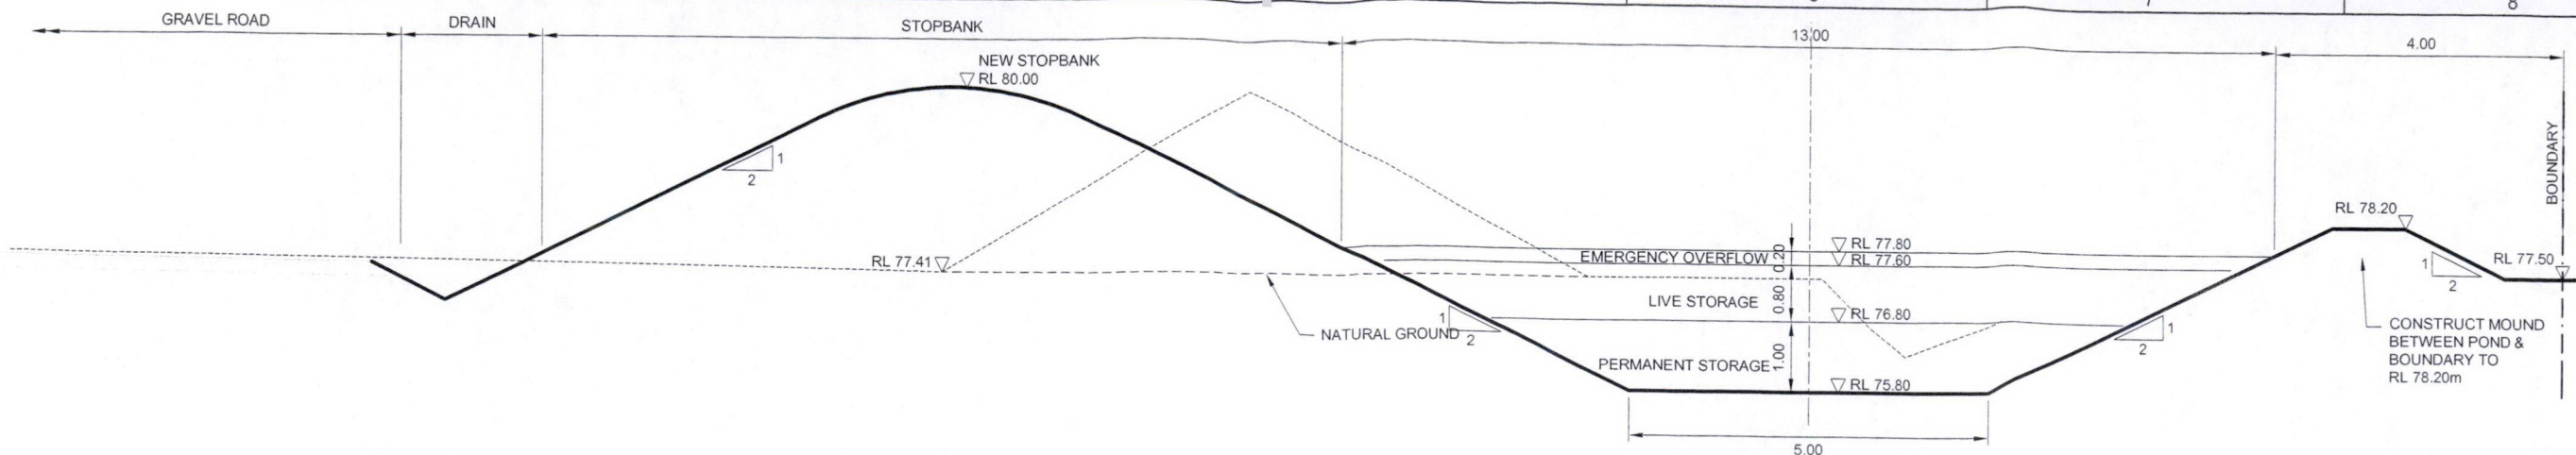 7
8
GRAVEL ROAD
DRAIN
STOPBANK
13.00
4.00
NEW STOPBANK
RL 80.00
1
2
BOUNDARY
RL 78.20
RL 77.80
EMERGENCY OVERFLOW
0.20
RL 77.60
RL 77.41
RL 77.50
1
2
LIVE STORAGE
0.80
RL 76.80
1
2
NATURAL GROUND
1
2
CONSTRUCT MOUND
BETWEEN POND &
BOUNDARY TO
RL 78.20m
PERMANENT STORAGE
1.00
RL 75.80
5.00